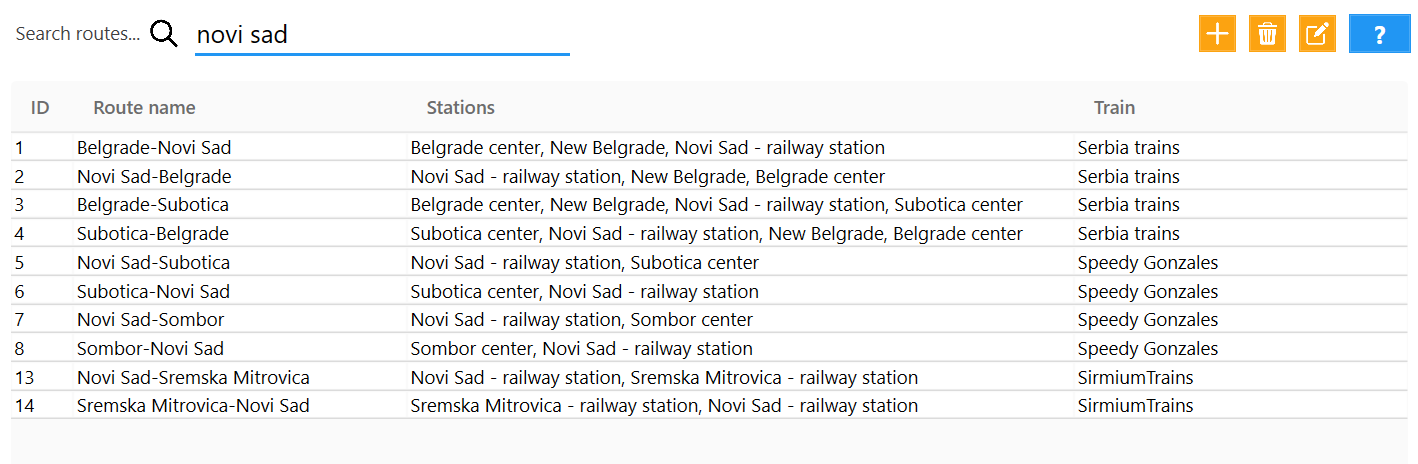 Search routes... novi sad ?
ID Route name Stations Train
1 Belgrade-Novi Sad Belgrade center, New Belgrade, Novi Sad - railway station Serbia trains
2 Novi Sad-Belgrade Novi Sad - railway station, New Belgrade, Belgrade center Serbia trains
3 Belgrade-Subotica Belgrade center, New Belgrade, Novi Sad - railway station, Subotica center Serbia trains
4 Subotica-Belgrade Subotica center, Novi Sad - railway station, New Belgrade, Belgrade center Serbia trains
5 Novi Sad-Subotica Novi Sad - railway station, Subotica center Speedy Gonzales
6 Subotica-Novi Sad Subotica center, Novi Sad - railway station Speedy Gonzales
7 Novi Sad-Sombor Novi Sad - railway station, Sombor center Speedy Gonzales
8 Sombor-Novi Sad Sombor center, Novi Sad - railway station Speedy Gonzales
13 Novi Sad-Sremska Mitrovica Novi Sad - railway station, Sremska Mitrovica - railway station SirmiumTrains
14 Sremska Mitrovica-Novi Sad Sremska Mitrovica - railway station, Novi Sad - railway station SirmiumTrains